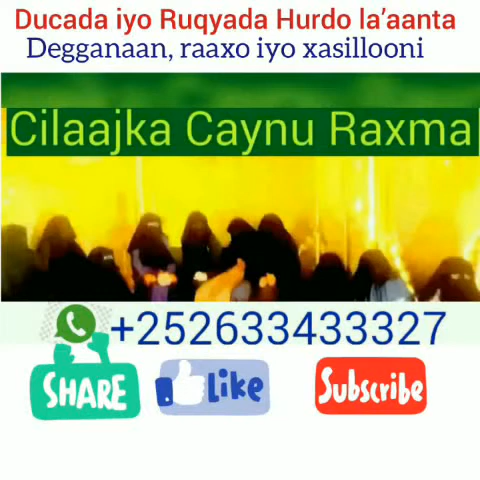 Ducada iyo Ruqyada Hurdo la’aanta
Degganaan, raaxo iyo xasillooni
Cilaajka Caynu Raxma
+252633433327
SHARE
Like
Subscribe